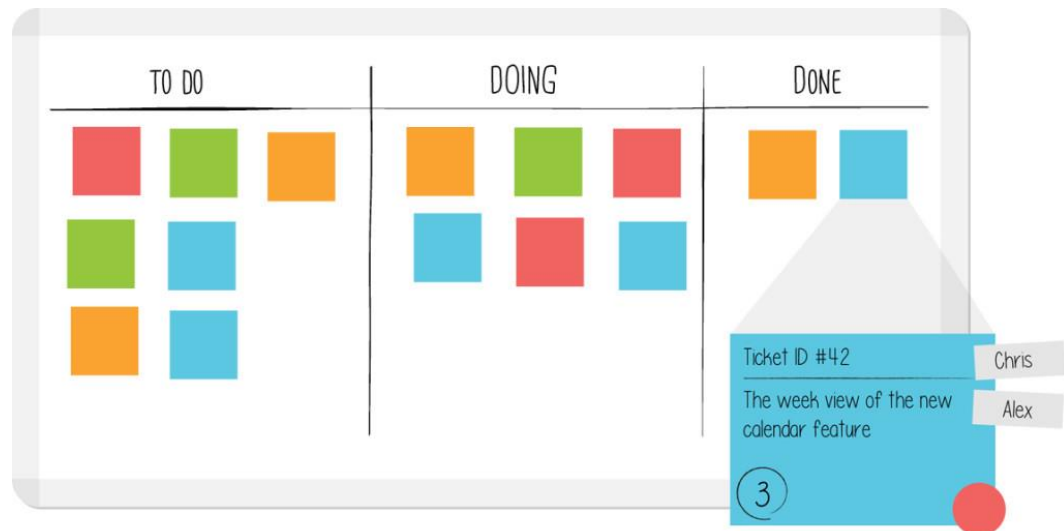 TO DO
DOING
DONE
Ticket ID #42
Chris
The week view of the new
calendar feature
Alex
3